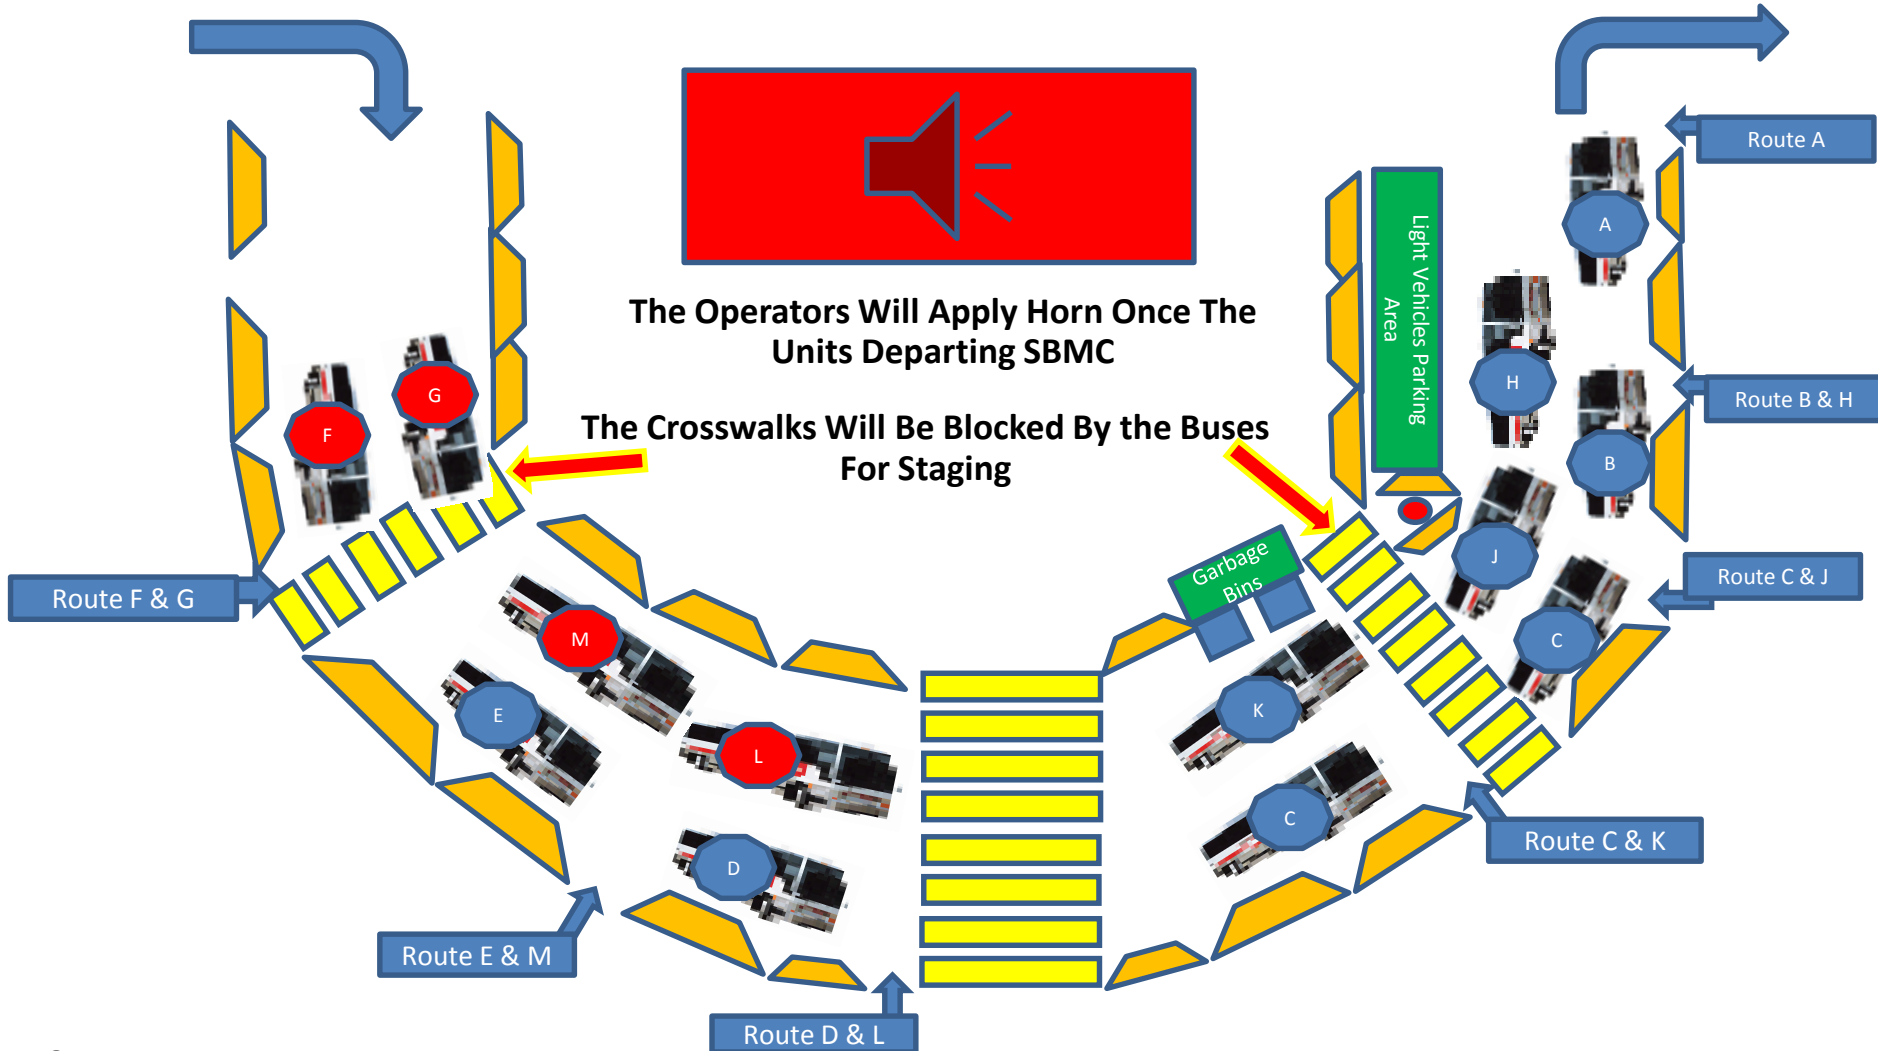 Route A
A
Light Vehicles Parking
Area
The Operators Will Apply Horn Once The
Units Departing SBMC
The Crosswalks Will Be Blocked By the Buses
For Staging
H
Route B & H
B
G
F
J
Garbage
Bins
Route C & J
C
Route F & G
M
E
L
K
D
C
Route C & K
Route E & M
Route D & L